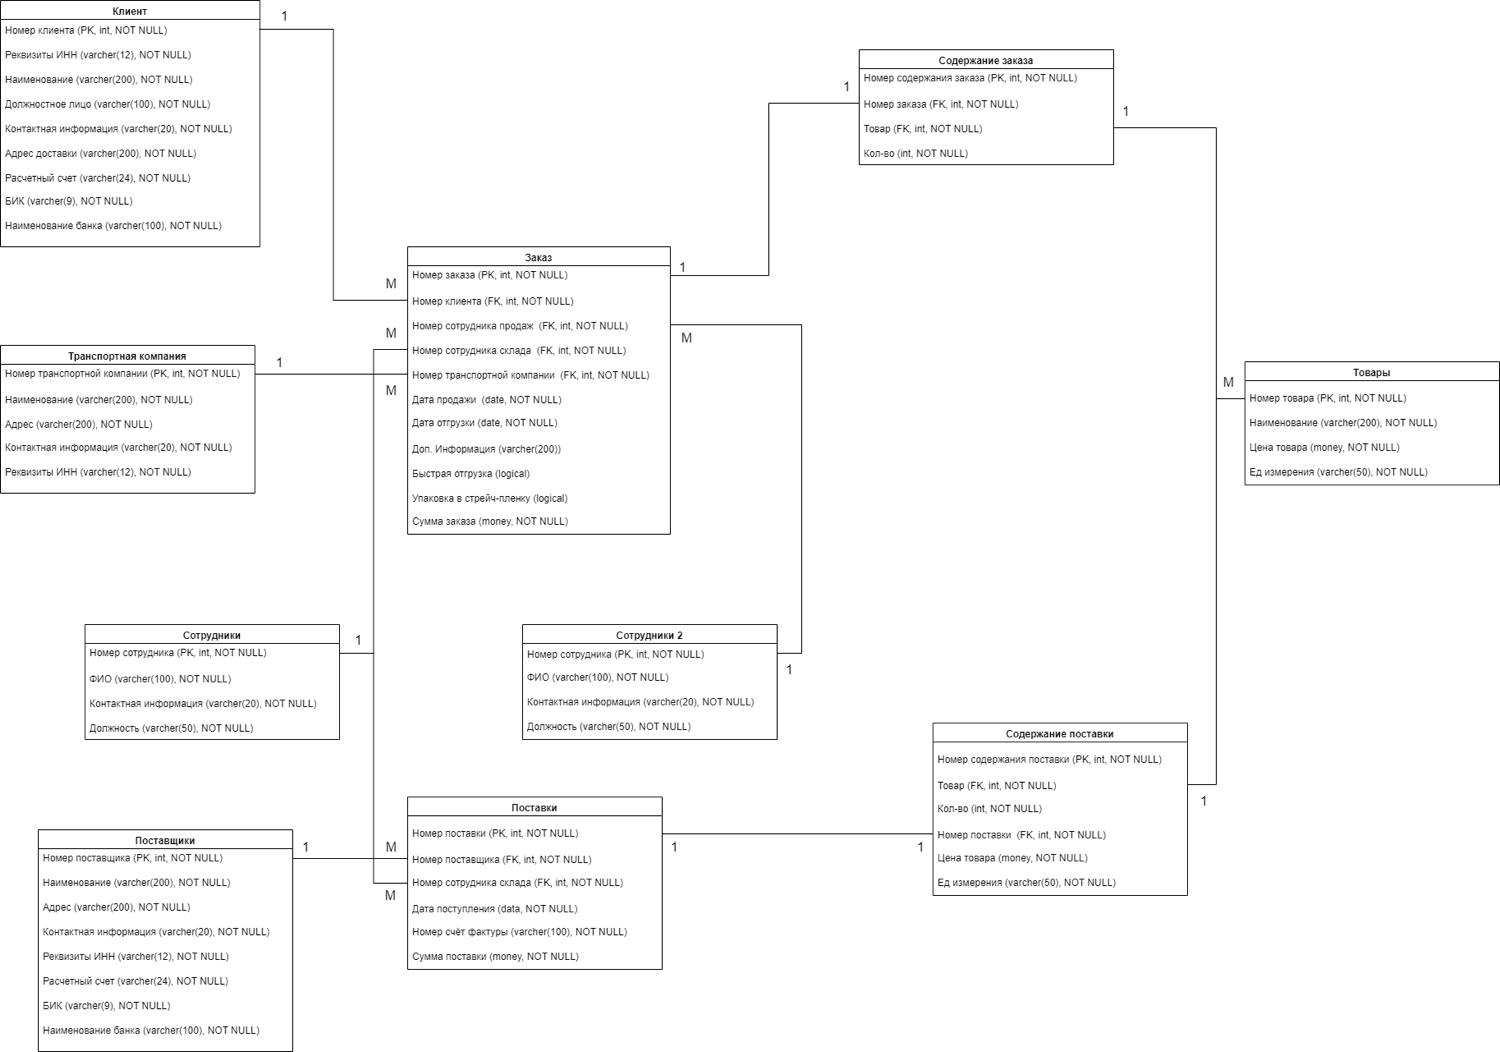 Клиент
Номер клиента (PK, int, NOT NULL)
Реквизиты ИНН (varcher(12), NOT NULL)
Наименование (varcher(200), NOT NULL)
Должностное лицо (varcher(100), NOT NULL)
Контактная информация (varcher(20), NOT NULL)
Адрес доставки (varcher(200), NOT NULL)
Расчетный счет (varcher(24), NOT NULL)
БИК (varcher(9), NOT NULL)
Наименование банка (varcher(100), NOT NULL)
1
M
Содержание заказа
Номер содержания заказа (PK, int, NOT NULL)
Номер заказа (FK, int, NOT NULL)
Товар (FK, int, NOT NULL)
Кол-во (int, NOT NULL)
1
1
Заказ
Номер заказа (PK, int, NOT NULL)
Номер клиента (FK, int, NOT NULL)
Номер сотрудника продаж (FK, int, NOT NULL)
Номер сотрудника склада (FK, int, NOT NULL)
Номер транспортной компании (FK, int, NOT NULL)
Дата продажи (date, NOT NULL)
Дата отгрузки (date, NOT NULL)
Доп. Информация (varcher(200))
Быстрая отгрузка (logical)
Упаковка в стрейч-пленку (logical)
Сумма заказа (money, NOT NULL)
1
M
M
M
Транспортная компания
Номер транспортной компании (PK, int, NOT NULL)
Наименование (varcher(200), NOT NULL)
Адрес (varcher(200), NOT NULL)
Контактная информация (varcher(20), NOT NULL)
Реквизиты ИНН (varcher(12), NOT NULL)
1
M
Товары
Номер товара (PK, int, NOT NULL)
Наименование (varcher(200), NOT NULL)
Цена товара (money, NOT NULL)
Ед измерения (varcher(50), NOT NULL)
Сотрудники
Номер сотрудника (PK, int, NOT NULL)
ФИО (varcher(100), NOT NULL)
Контактная информация (varcher(20), NOT NULL)
Должность (varcher(50), NOT NULL)
1
Сотрудники 2
Номер сотрудника (PK, int, NOT NULL)
ФИО (varcher(100), NOT NULL)
Контактная информация (varcher(20), NOT NULL)
Должность (varcher(50), NOT NULL)
1
Содержание поставки
Номер содержания поставки (PK, int, NOT NULL)
Товар (FK, int, NOT NULL)
Кол-во (int, NOT NULL)
Номер поставки (FK, int, NOT NULL)
Цена товара (money, NOT NULL)
Ед измерения (varcher(50), NOT NULL)
1
1
Поставки
Номер поставки (PK, int, NOT NULL)
Номер поставщика (FK, int, NOT NULL)
Номер сотрудника склада (FK, int, NOT NULL)
Дата поступления (data, NOT NULL)
Номер счёт фактуры (varcher(100), NOT NULL)
Сумма поставки (money, NOT NULL)
1
M
M
Поставщики
Номер поставщика (PK, int, NOT NULL)
Наименование (varcher(200), NOT NULL)
Адрес (varcher(200), NOT NULL)
Контактная информация (varcher(20), NOT NULL)
Реквизиты ИНН (varcher(12), NOT NULL)
Расчетный счет (varcher(24), NOT NULL)
БИК (varcher(9), NOT NULL)
Наименование банка (varcher(100), NOT NULL)
1